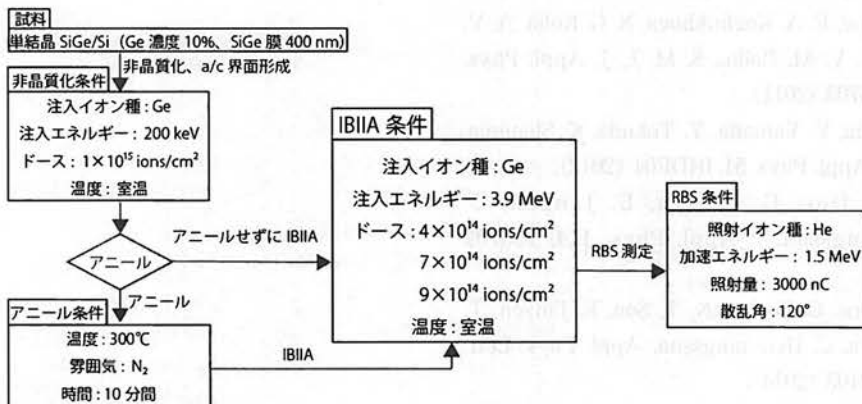 試料
単結晶 SiGe/Si（Ge 濃度 10%、SiGe 膜 400 nm）
非晶質化、a/c 界面形成
非晶質化条件
注入イオン種：Ge
注入エネルギー：200 keV
ドース：1×10¹⁵ ions/cm²
温度：室温
アニール
アニールせずに IBIIA
アニール
アニール条件
温度：300℃
雰囲気：N₂
時間：10 分間
IBIIA
IBIIA 条件
注入イオン種：Ge
注入エネルギー：3.9 MeV
ドース：4×10¹⁴ ions/cm²
7×10¹⁴ ions/cm²
9×10¹⁴ ions/cm²
温度：室温
RBS 測定
RBS 条件
照射イオン種：He
加速エネルギー：1.5 MeV
照射量：3000 nC
散乱角：120°